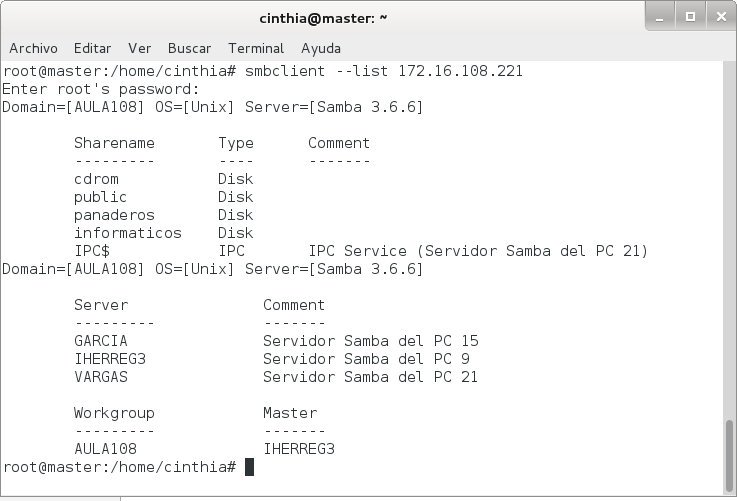 cinthia@master: ~
Archivo Editar Ver Buscar Terminal Ayuda
root@master:/home/cinthia# smbclient --list 172.16.108.221
Enter root's password:
Domain=[AULA108] OS=[Unix] Server=[Samba 3.6.6]
Sharename Type Comment
--------- ---- -------
cdrom Disk
public Disk
panaderos Disk
informaticos Disk
IPC$ IPC IPC Service (Servidor Samba del PC 21)
Domain=[AULA108] OS=[Unix] Server=[Samba 3.6.6]
Server Comment
--------- -------
GARCIA Servidor Samba del PC 15
IHERREG3 Servidor Samba del PC 9
VARGAS Servidor Samba del PC 21
Workgroup Master
--------- -------
AULA108 IHERREG3
root@master:/home/cinthia#